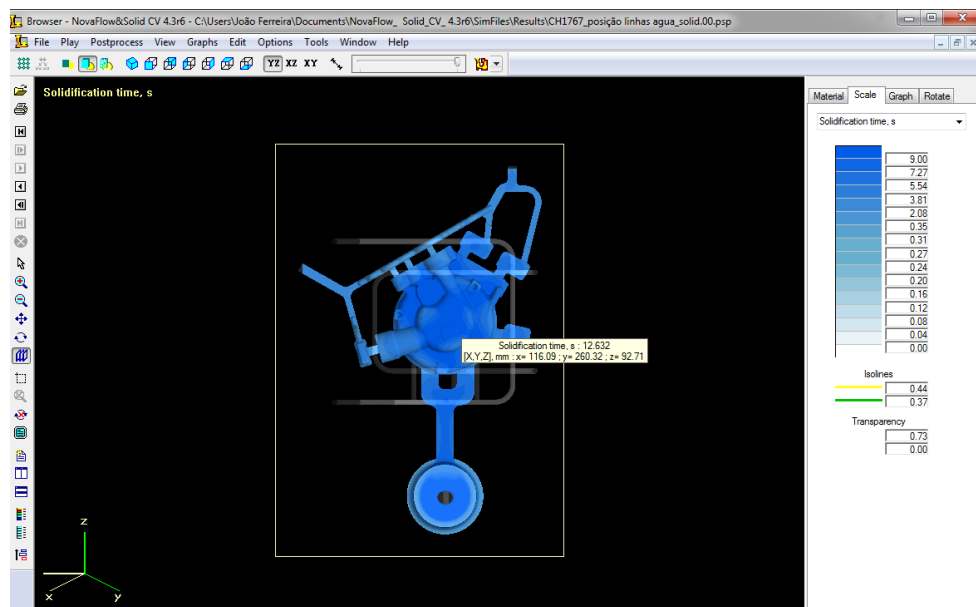 Browser - NovaFlow&Solid CV 4.3r6 - C:\Users\João Ferreira\Documents\NovaFlow_ Solid_CV_ 4.3r6\SimFiles\Results\CH1767_posição linhas agua_solid.00.psp
File Play Postprocess View Graphs Edit Options Tools Window Help
YZ XZ XY
Solidification time, s
Material Scale Graph Rotate
Solidification time, s
9.00
7.27
5.54
3.81
2.08
0.35
0.31
0.27
0.24
0.20
0.16
0.12
0.08
0.04
0.00
Solidification time, s : 12.632
[X,Y,Z], mm : x= 116.09 ; y= 260.32 ; z= 92.71
Isolines
0.44
0.37
Transparency
0.73
0.00
z
x
y